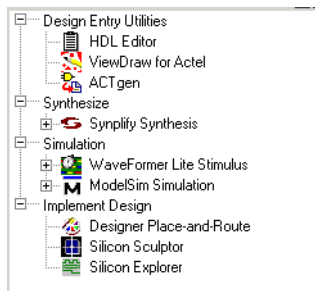 Design Entry Utilities
HDL Editor
ViewDraw for Actel
ACTgen
Synthesize
Synplify Synthesis
Simulation
WaveFormer Lite Stimulus
ModelSim Simulation
Implement Design
Designer Place-and-Route
Silicon Sculptor
Silicon Explorer